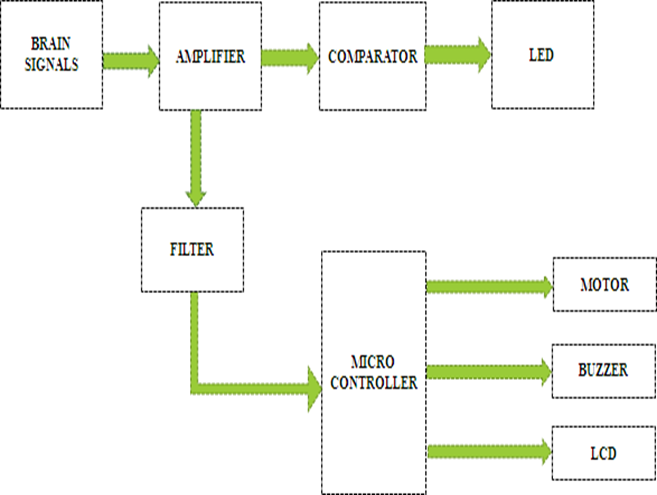 BRAIN
SIGNALS
AMPLIFIER
COMPARATOR
LED
FILTER
MICRO
CONTROLLER
MOTOR
BUZZER
LCD